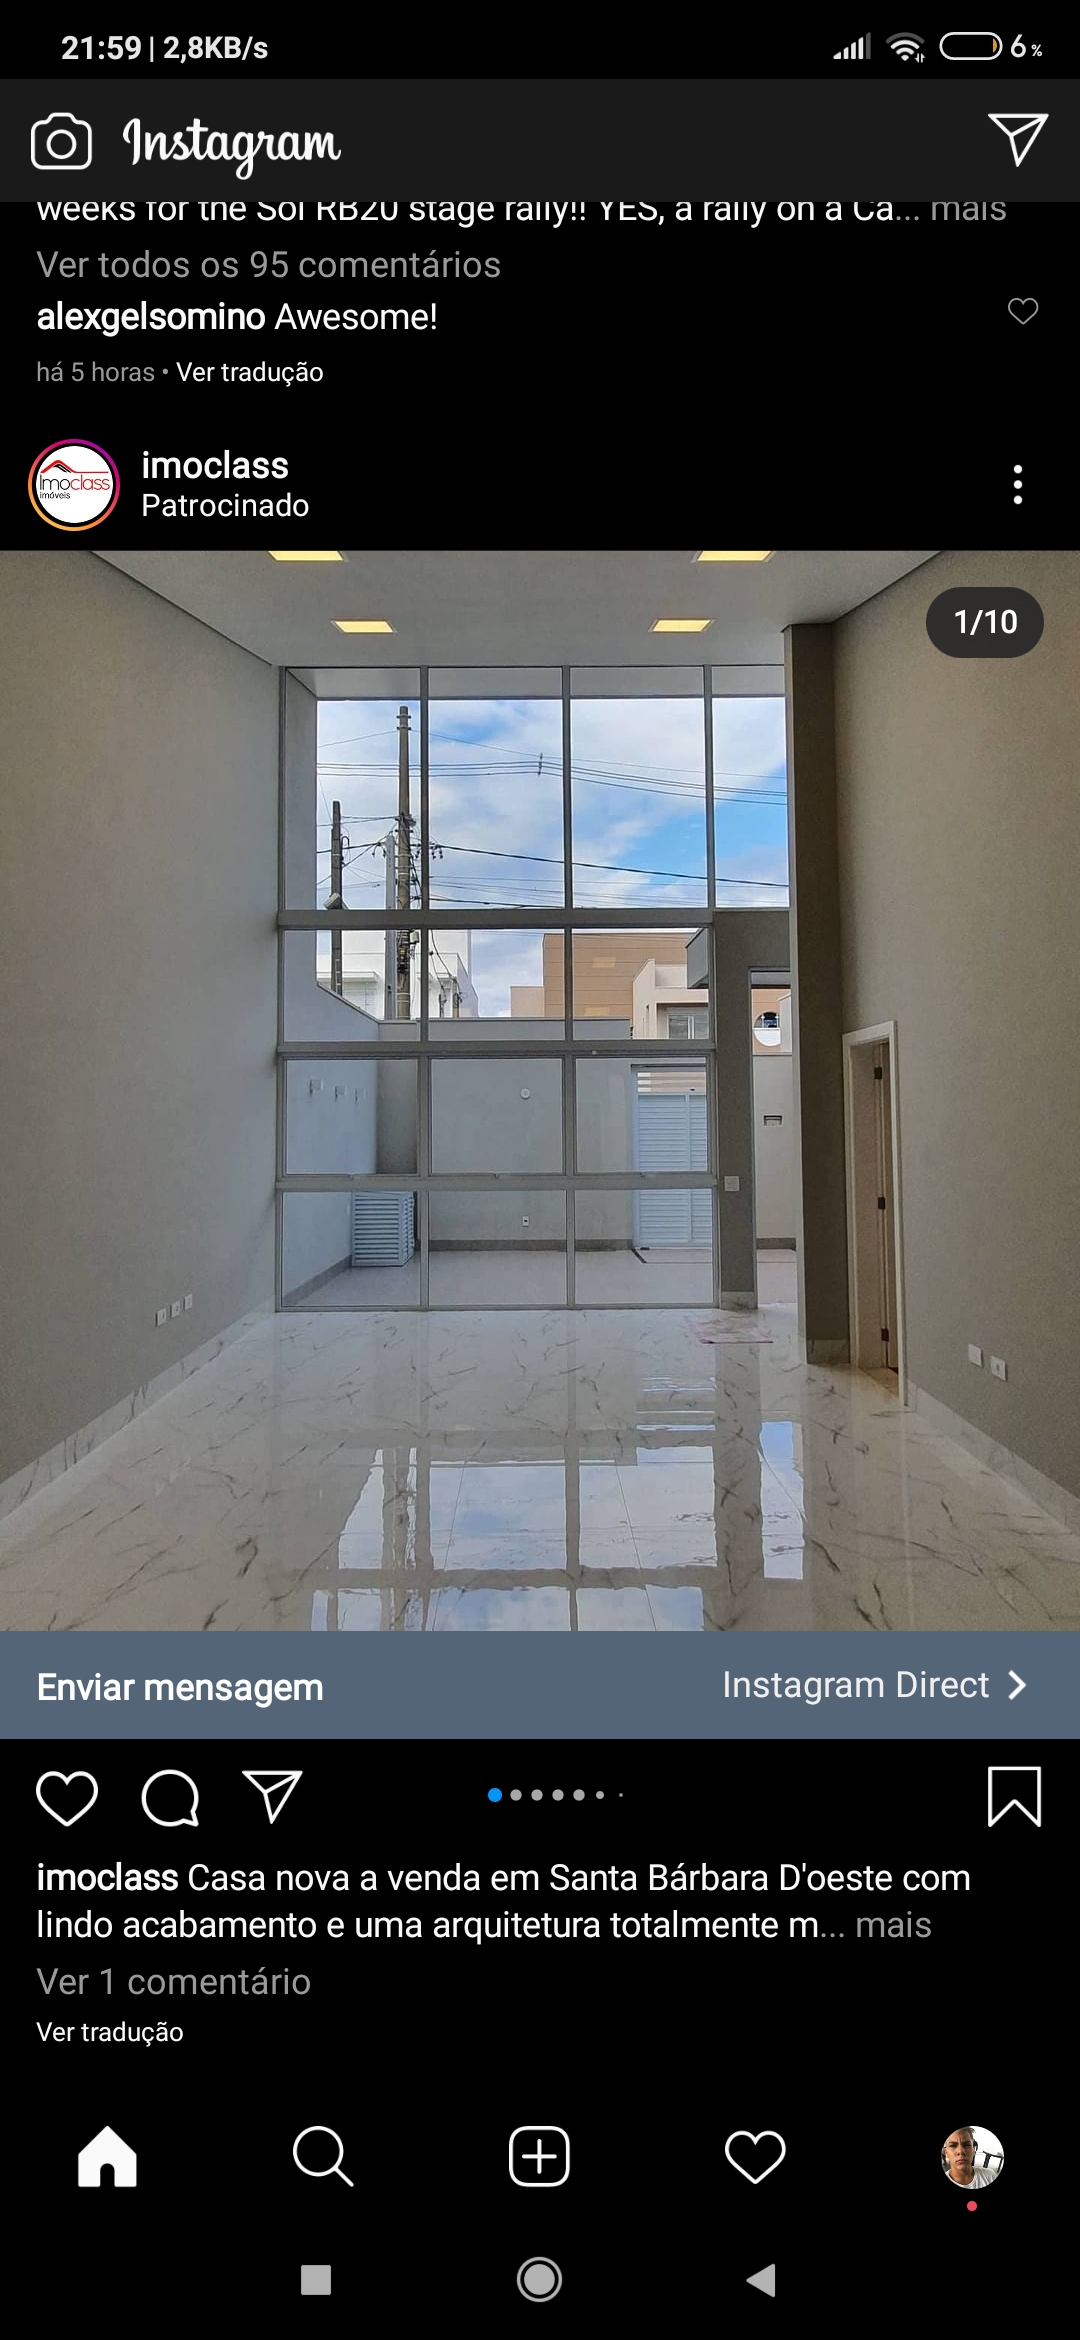 21:59 | 2,8KB/s
6%
Instagram
weeks for the Sol RB20 stage rally!! YES, a rally on a Ca... mais
Ver todos os 95 comentários
alexgelsomino Awesome!
há 5 horas • Ver tradução
Imoclass
imóveis
imoclass
Patrocinado
1/10
Enviar mensagem
Instagram Direct
imoclass Casa nova a venda em Santa Bárbara D'oeste com
lindo acabamento e uma arquitetura totalmente m... mais
Ver 1 comentário
Ver tradução